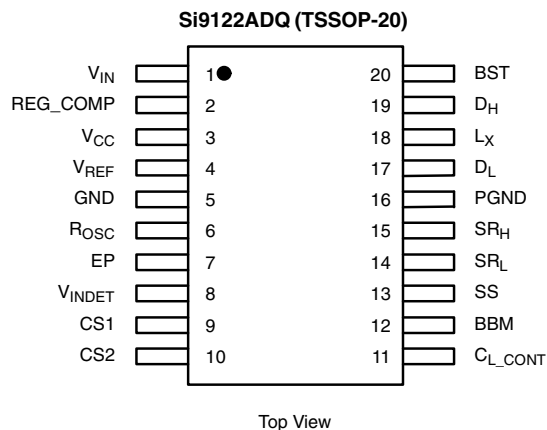 Si9122ADQ (TSSOP-20)
VIN 1 20 BST
REG_COMP 2 19 DH
VCC 3 18 LX
VREF 4 17 DL
GND 5 16 PGND
ROSC 6 15 SRH
EP 7 14 SRL
VINDET 8 13 SS
CS1 9 12 BBM
CS2 10 11 CL_CONT
Top View